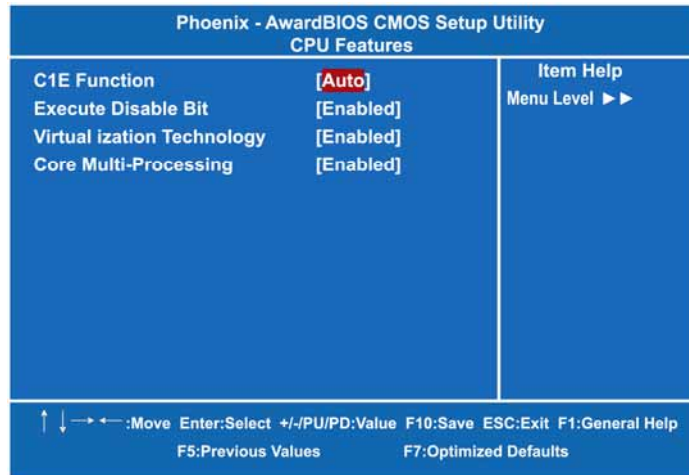 Phoenix - AwardBIOS CMOS Setup Utility
CPU Features
C1E Function [Auto]
Execute Disable Bit [Enabled]
Virtual ization Technology [Enabled]
Core Multi-Processing [Enabled]
Item Help
Menu Level ►►
↑ ↓ → ← :Move Enter:Select +/-/PU/PD:Value F10:Save ESC:Exit F1:General Help
F5:Previous Values F7:Optimized Defaults